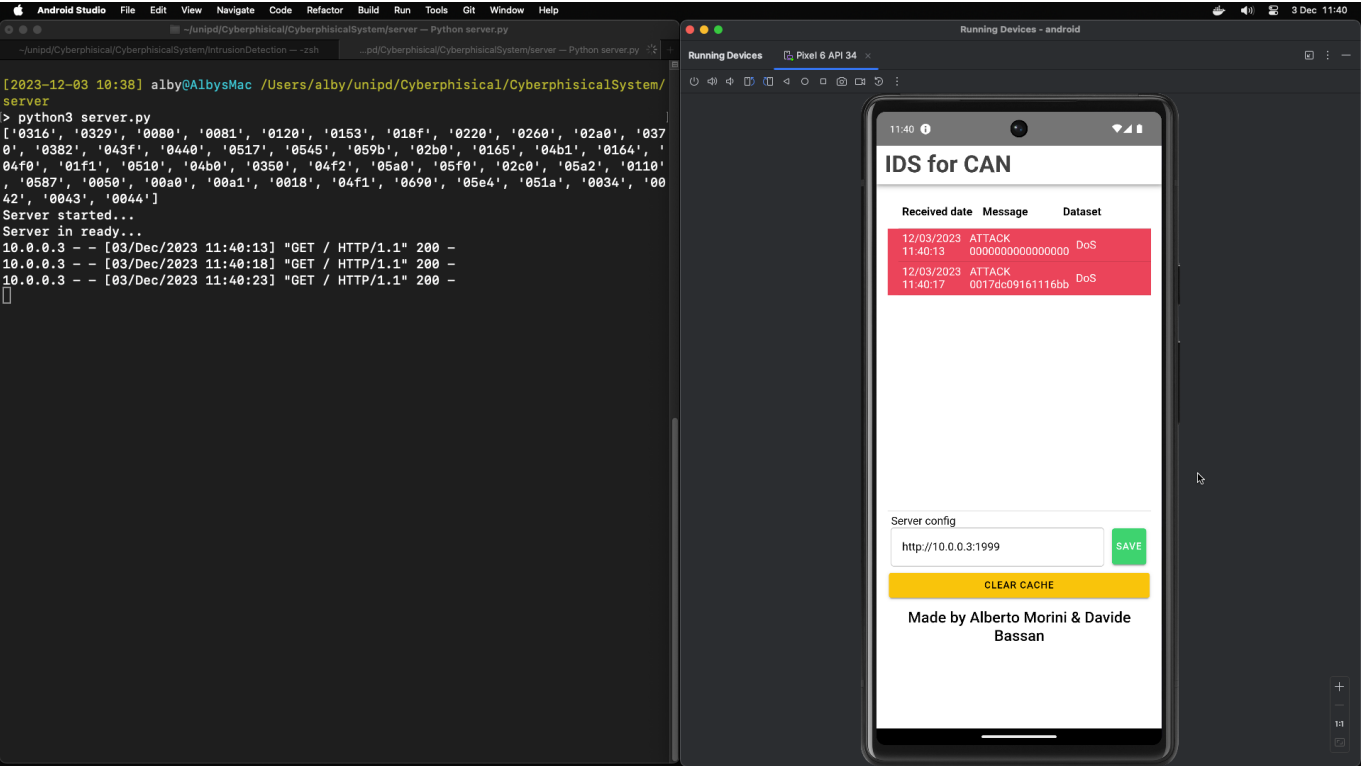 Android Studio File Edit View Navigate Code Refactor Build Run Tools Git Window Help 3 Dec 11:40
~/unipd/Cyberphisical/CyberphisicalSystem/server — Python server.py
~/unipd/Cyberphisical/CyberphisicalSystem/IntrusionDetection — -zsh
...pd/Cyberphisical/CyberphisicalSystem/server — Python server.py
[2023-12-03 10:38] alby@AlbysMac /Users/alby/unipd/Cyberphisical/CyberphisicalSystem/
server
> python3 server.py
['0316', '0329', '0080', '0081', '0120', '0153', '018f', '0220', '0260', '02a0', '037
0', '0382', '043f', '0440', '0517', '0545', '059b', '02b0', '0165', '04b1', '0164', '
04f0', '01f1', '0510', '04b0', '0350', '04f2', '05a0', '05f0', '02c0', '05a2', '0110'
, '0587', '0050', '00a0', '00a1', '0018', '04f1', '0690', '05e4', '051a', '0034', '00
42', '0043', '0044']
Server started...
Server in ready...
10.0.0.3 - - [03/Dec/2023 11:40:13] "GET / HTTP/1.1" 200 -
10.0.0.3 - - [03/Dec/2023 11:40:18] "GET / HTTP/1.1" 200 -
10.0.0.3 - - [03/Dec/2023 11:40:23] "GET / HTTP/1.1" 200 -
Running Devices - android
Running Devices Pixel 6 API 34
11:40
IDS for CAN
Received date Message Dataset
12/03/2023 ATTACK
11:40:13 0000000000000000 DoS
12/03/2023 ATTACK
11:40:17 0017dc09161116bb DoS
Server config
http://10.0.0.3:1999 SAVE
CLEAR CACHE
Made by Alberto Morini & Davide
Bassan
1:1